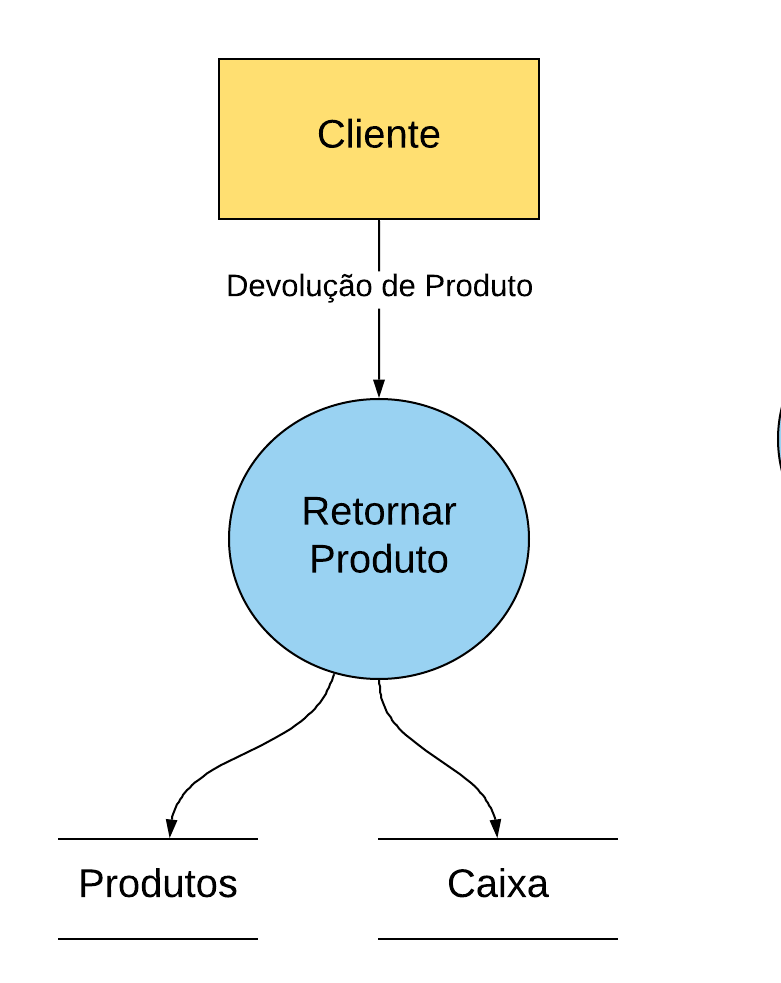 Cliente
Devolução de Produto
Retornar
Produto
Produtos
Caixa